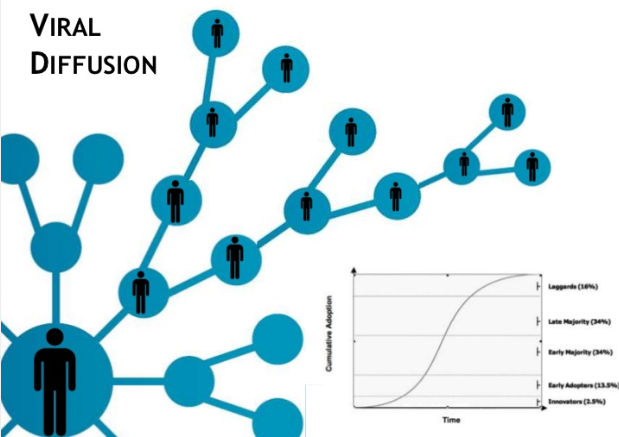 VIRAL
DIFFUSION
Cumulative Adoption
Laggards (16%)
Late Majority (34%)
Early Majority (34%)
Early Adopters (13.5%)
Innovators (2.5%)
Time